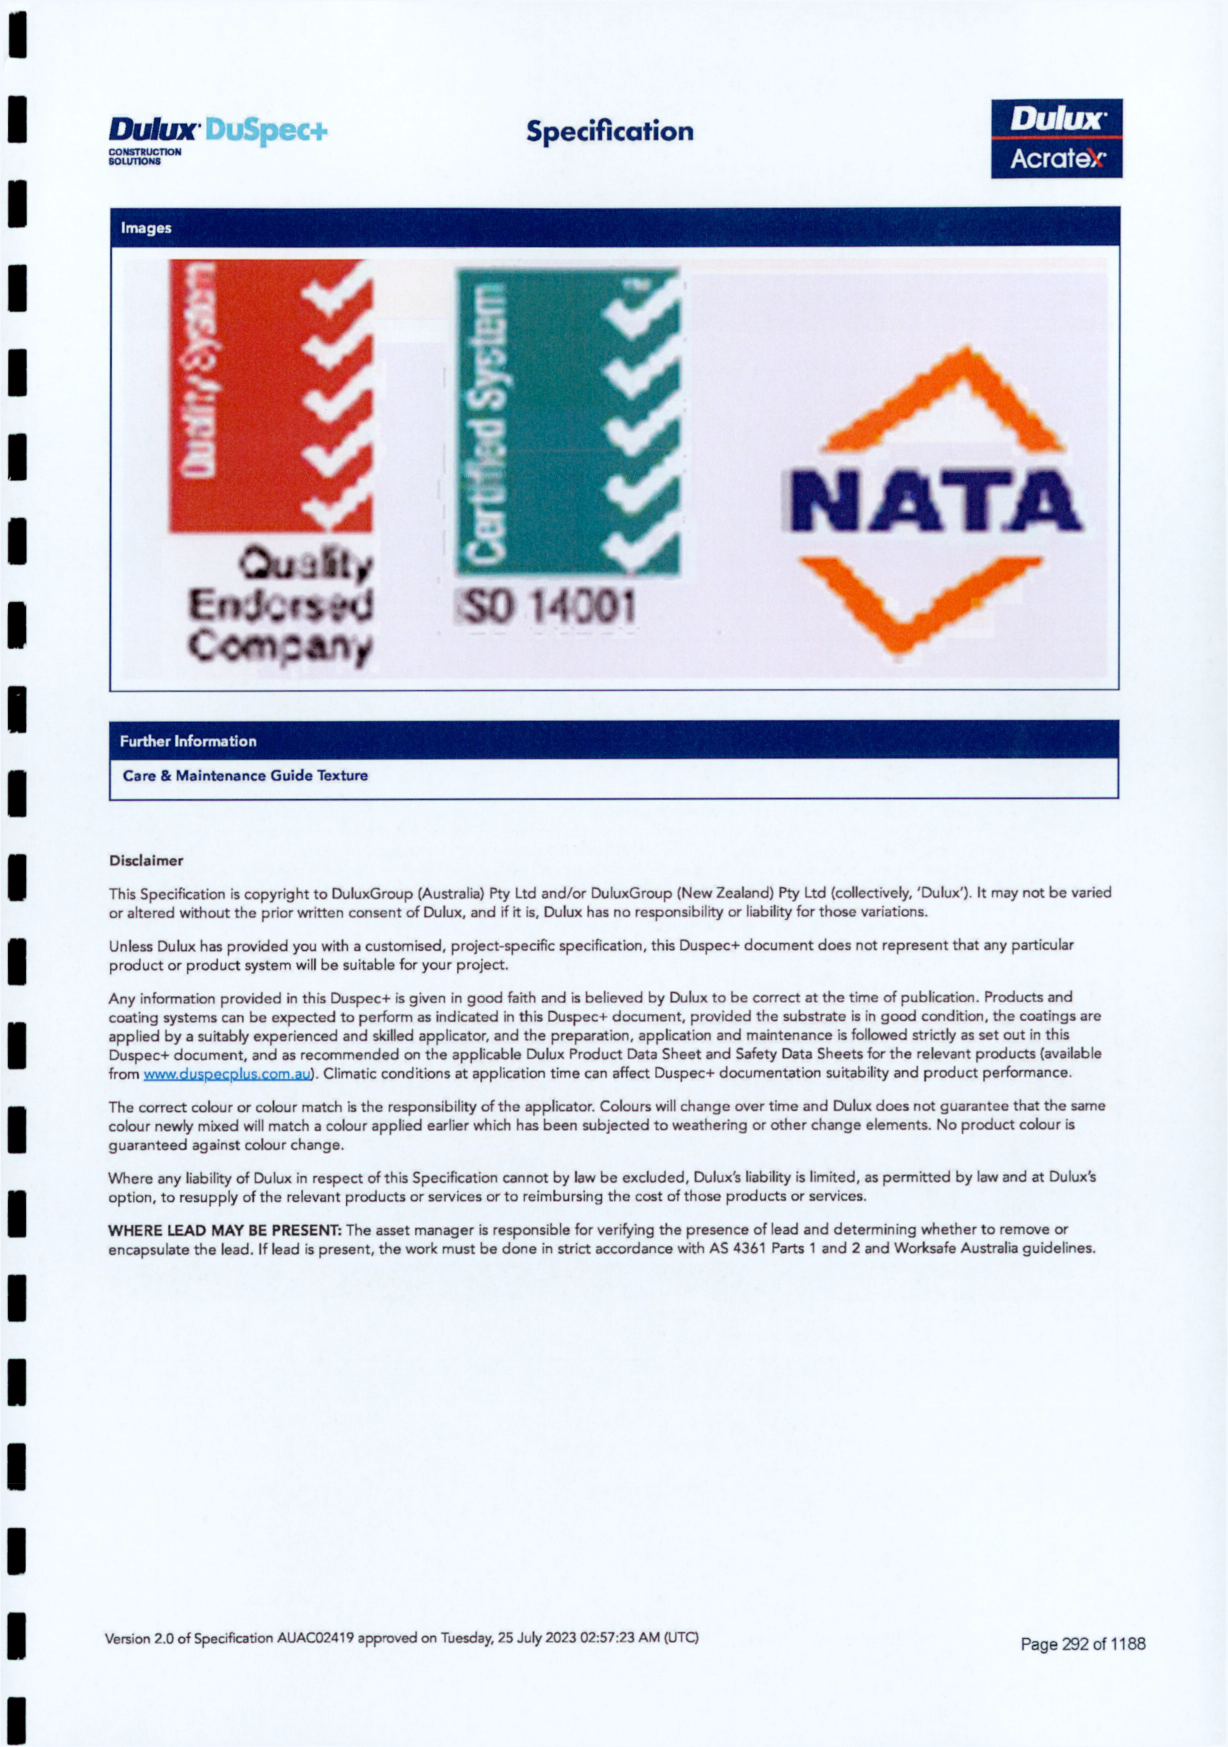 Dulux DuSpec+
CONSTRUCTION
SOLUTIONS
Specification
Dulux
Acratex
Images
Quality System
Quality
Endorsed
Company
Certified System
ISO 14001
NATA
Further Information
Care & Maintenance Guide Texture
Disclaimer
This Specification is copyright to DuluxGroup (Australia) Pty Ltd and/or DuluxGroup (New Zealand) Pty Ltd (collectively, 'Dulux'). It may not be varied
or altered without the prior written consent of Dulux, and if it is, Dulux has no responsibility or liability for those variations.
Unless Dulux has provided you with a customised, project-specific specification, this Duspec+ document does not represent that any particular
product or product system will be suitable for your project.
Any information provided in this Duspec+ is given in good faith and is believed by Dulux to be correct at the time of publication. Products and
coating systems can be expected to perform as indicated in this Duspec+ document, provided the substrate is in good condition, the coatings are
applied by a suitably experienced and skilled applicator, and the preparation, application and maintenance is followed strictly as set out in this
Duspec+ document, and as recommended on the applicable Dulux Product Data Sheet and Safety Data Sheets for the relevant products (available
from www.duspecplus.com.au). Climatic conditions at application time can affect Duspec+ documentation suitability and product performance.
The correct colour or colour match is the responsibility of the applicator. Colours will change over time and Dulux does not guarantee that the same
colour newly mixed will match a colour applied earlier which has been subjected to weathering or other change elements. No product colour is
guaranteed against colour change.
Where any liability of Dulux in respect of this Specification cannot by law be excluded, Dulux's liability is limited, as permitted by law and at Dulux's
option, to resupply of the relevant products or services or to reimbursing the cost of those products or services.
WHERE LEAD MAY BE PRESENT: The asset manager is responsible for verifying the presence of lead and determining whether to remove or
encapsulate the lead. If lead is present, the work must be done in strict accordance with AS 4361 Parts 1 and 2 and Worksafe Australia guidelines.
Version 2.0 of Specification AUAC02419 approved on Tuesday, 25 July 2023 02:57:23 AM (UTC)
Page 292 of 1188